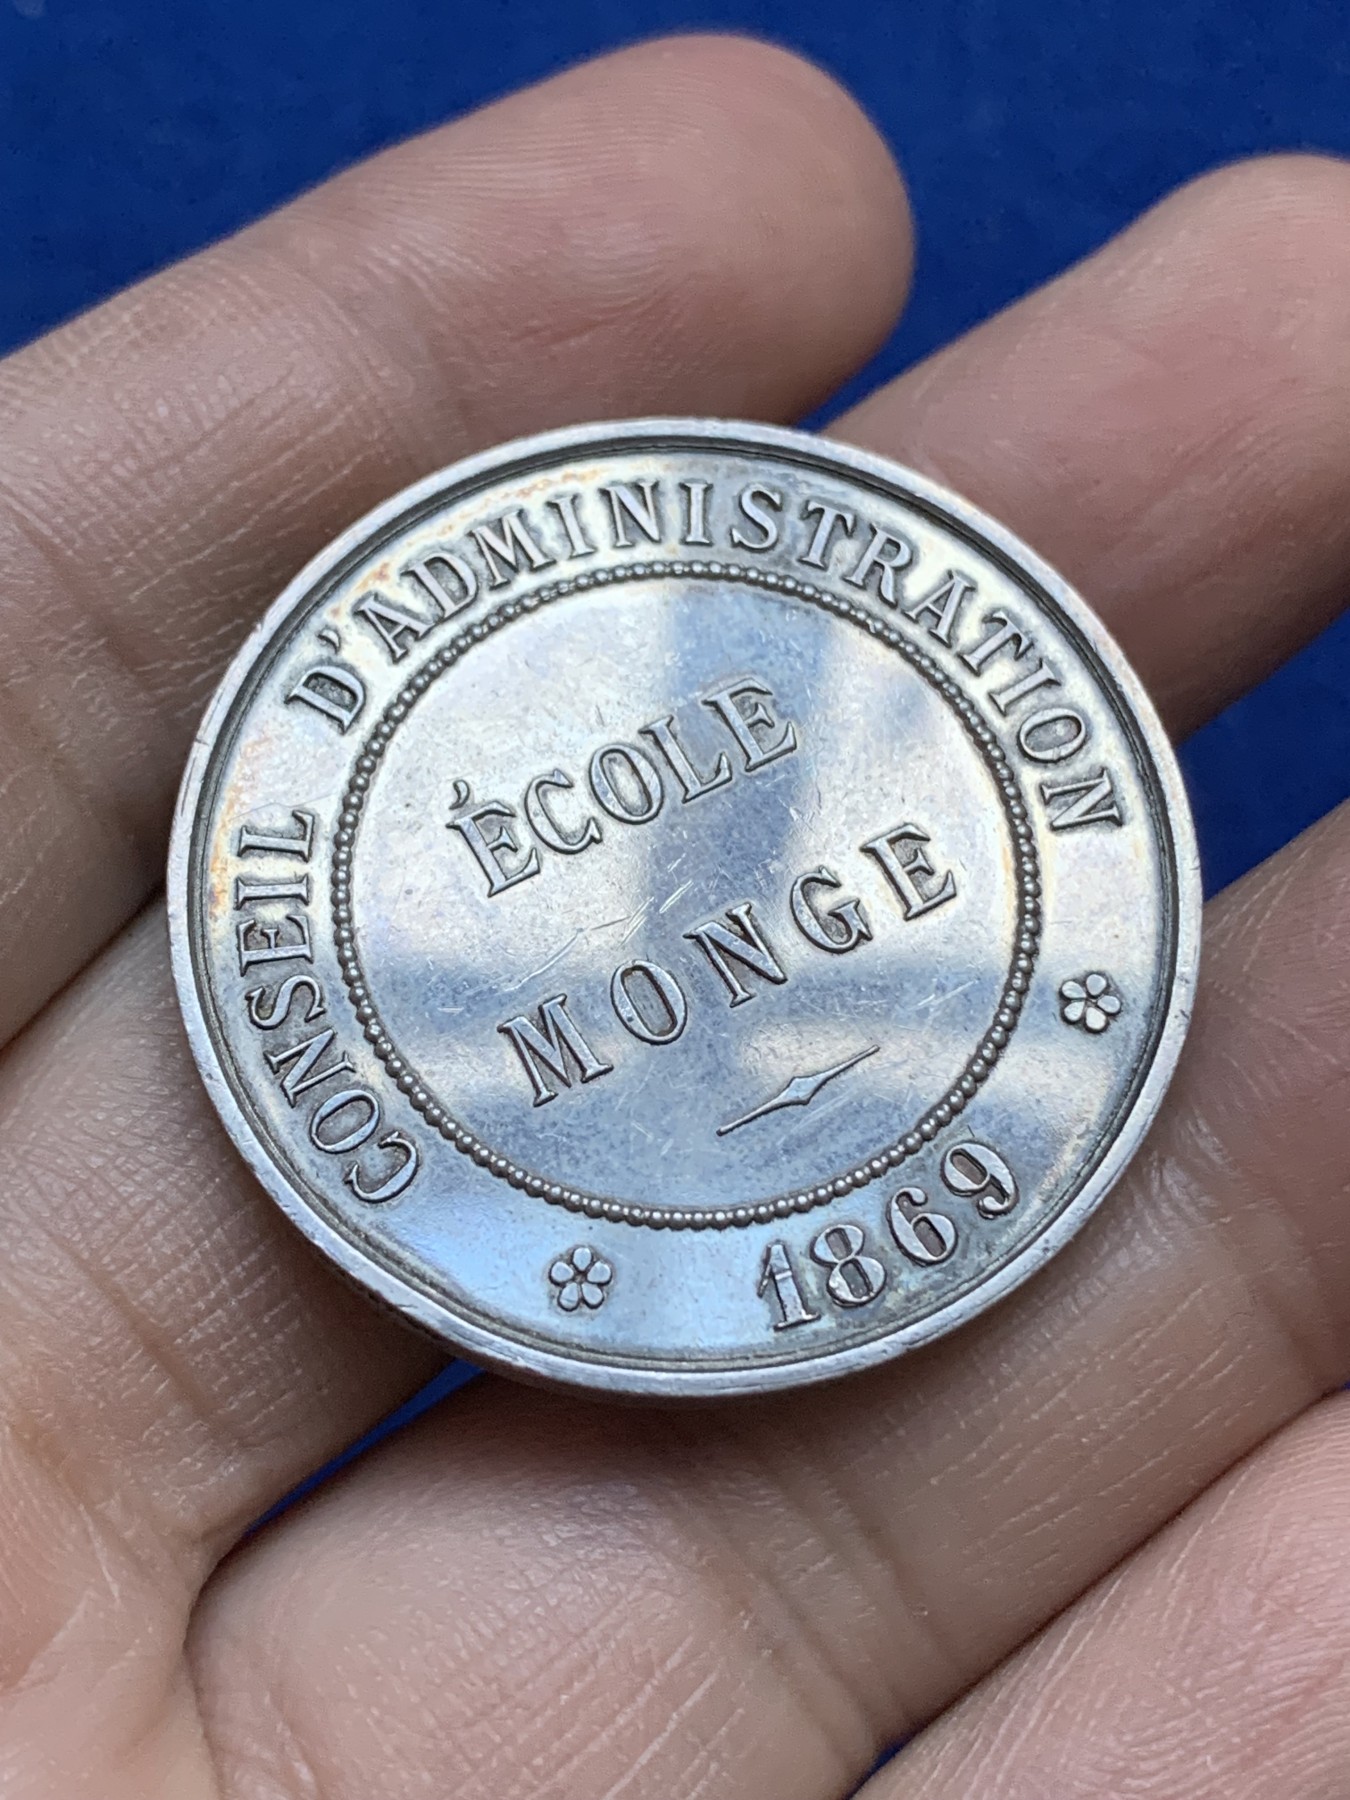 CONSEIL D'ADMINISTRATION
ÉCOLE
MONGE
1869